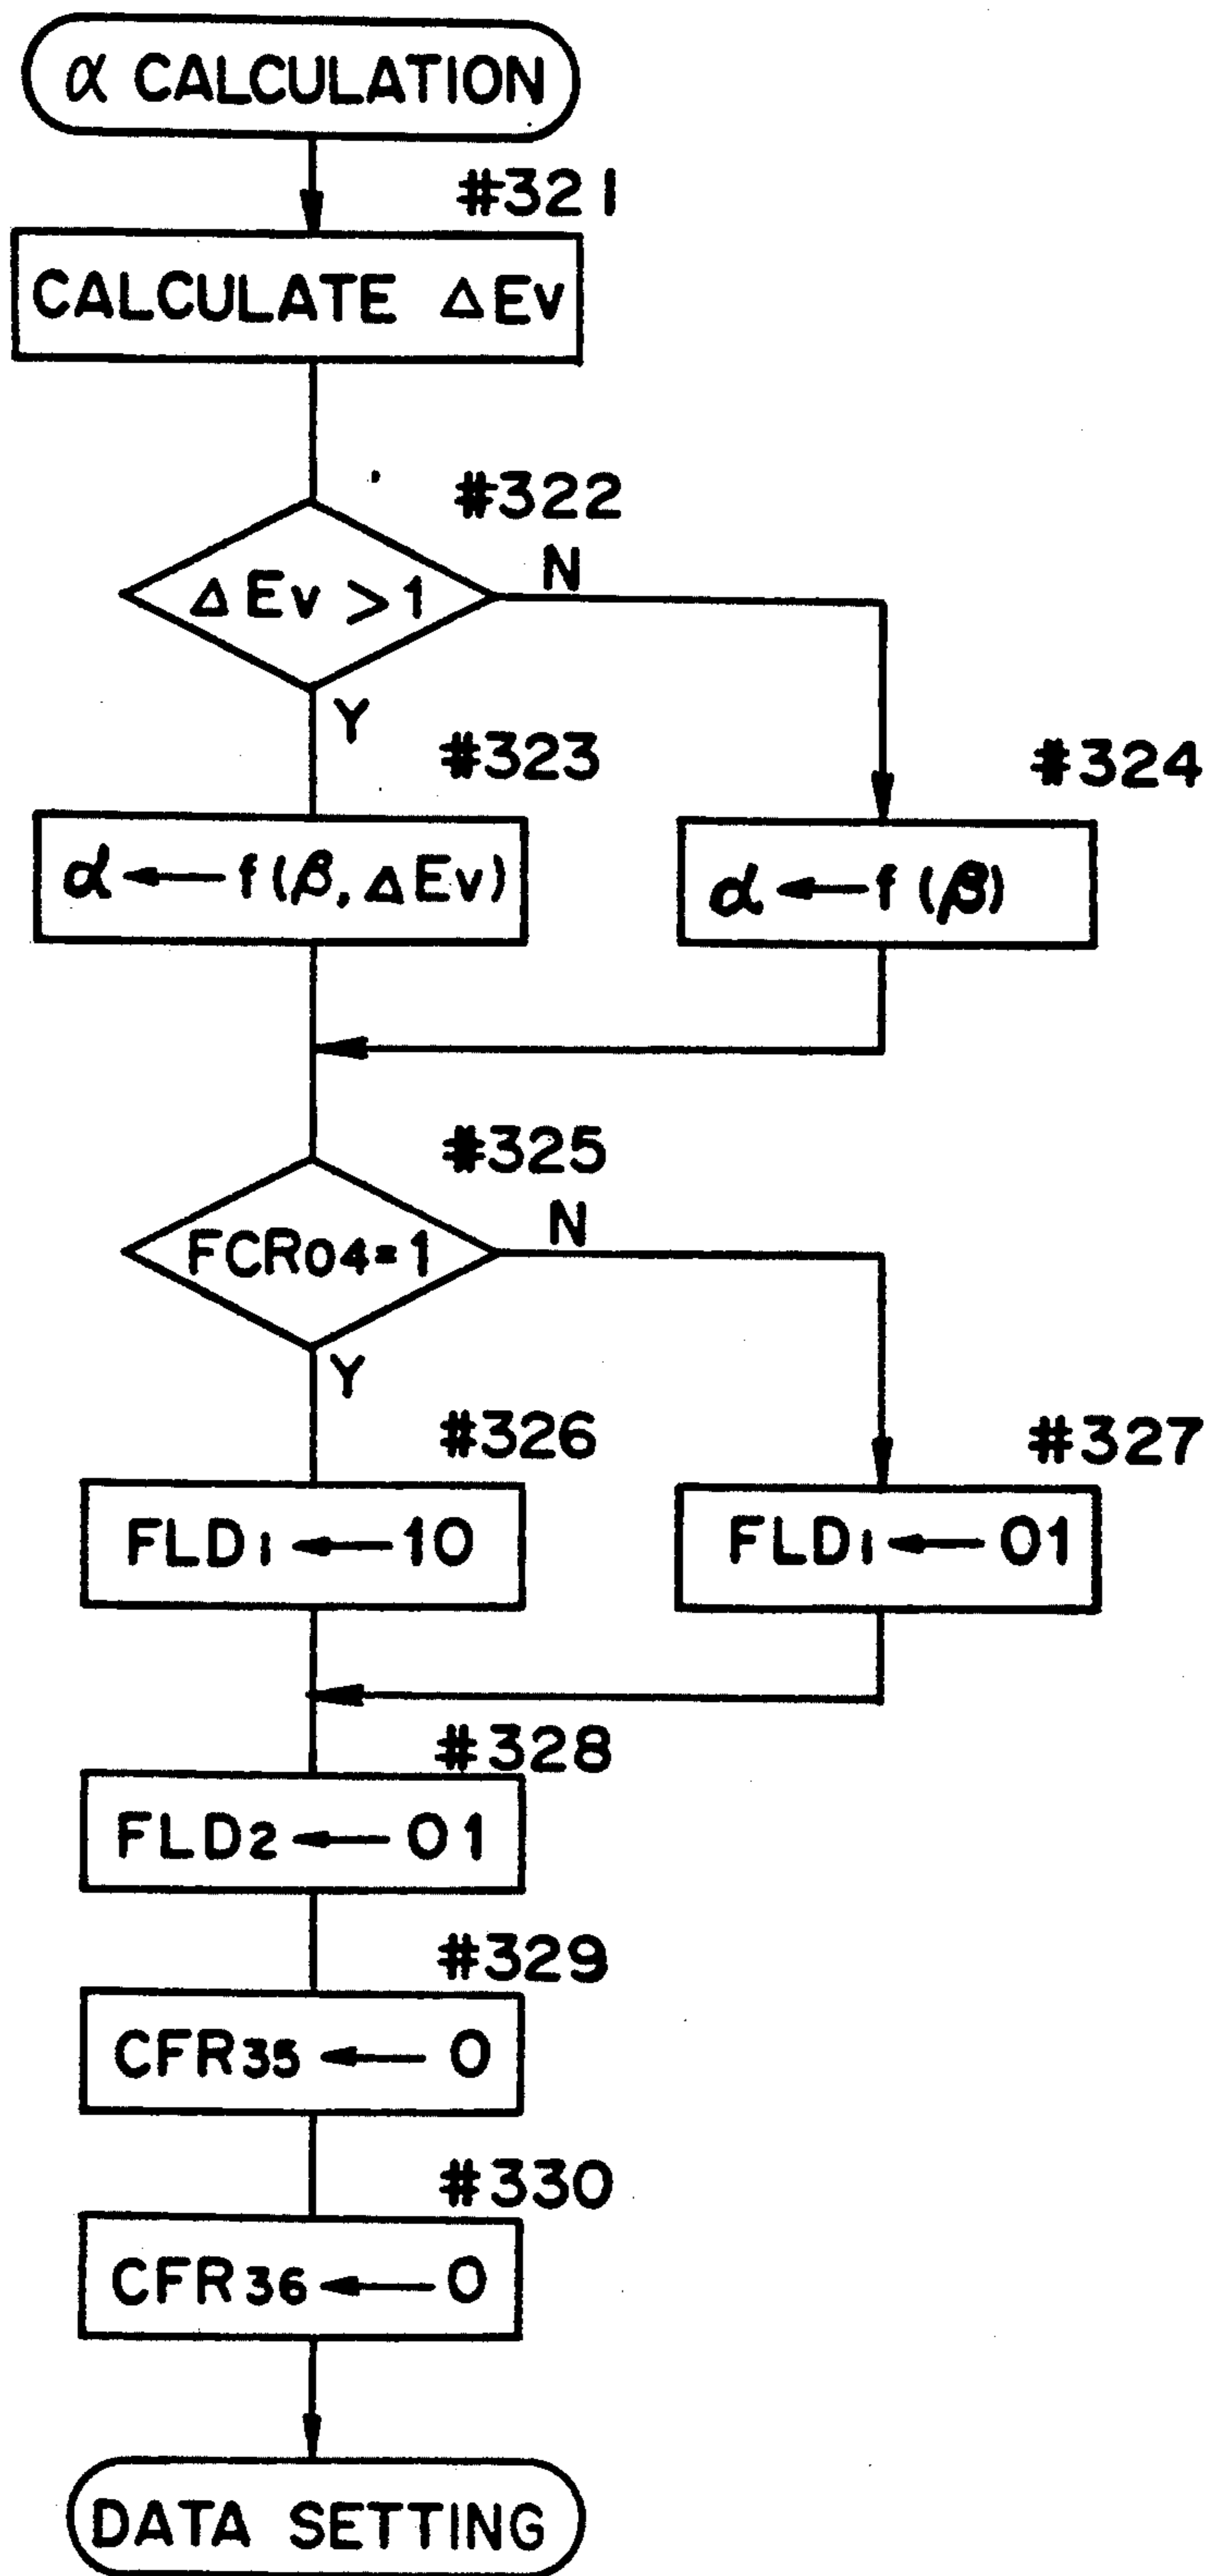 α CALCULATION
#321
CALCULATE ΔEv
#322
ΔEv > 1
N
Y
#323
#324
α ← f(β, ΔEv)
α ← f(β)
#325
FCR04=1
N
Y
#326
#327
FLD1 ← 10
FLD1 ← 01
#328
FLD2 ← 01
#329
CFR35 ← 0
#330
CFR36 ← 0
DATA SETTING